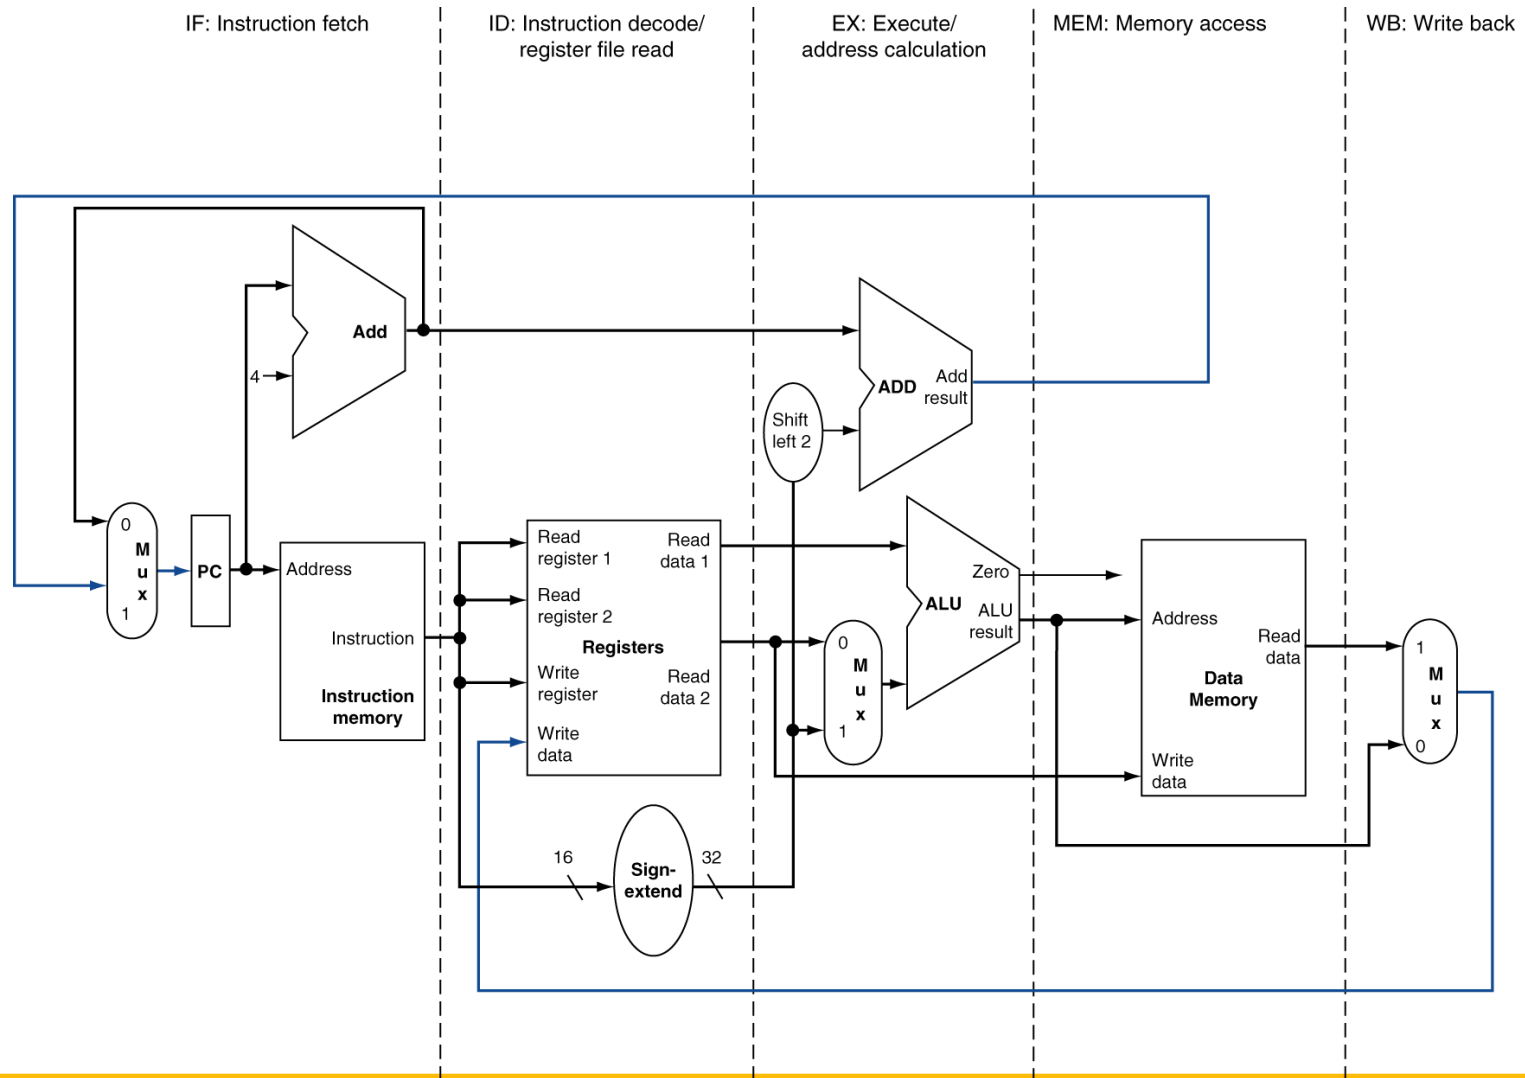 IF: Instruction fetch
ID: Instruction decode/
register file read
EX: Execute/
address calculation
MEM: Memory access
WB: Write back
Add
4
ADD
Add
result
Shift
left 2
0
M
u
x
1
PC
Address
Instruction
Instruction
memory
Read
register 1
Read
register 2
Registers
Write
register
Write
data
Read
data 1
Read
data 2
0
M
u
x
1
Zero
ALU
ALU
result
Address
Read
data
Data
Memory
Write
data
1
M
u
x
0
16
Sign-
extend
32